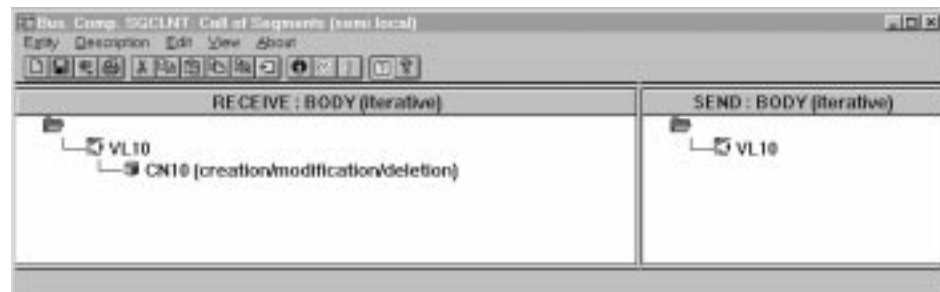 Bus. Comp. SGCLNT: Call of Segments (semi local)
Entity Description Edit View About
RECEIVE : BODY (iterative)
SEND : BODY (iterative)
VL10
CN10 (creation/modification/deletion)
VL10